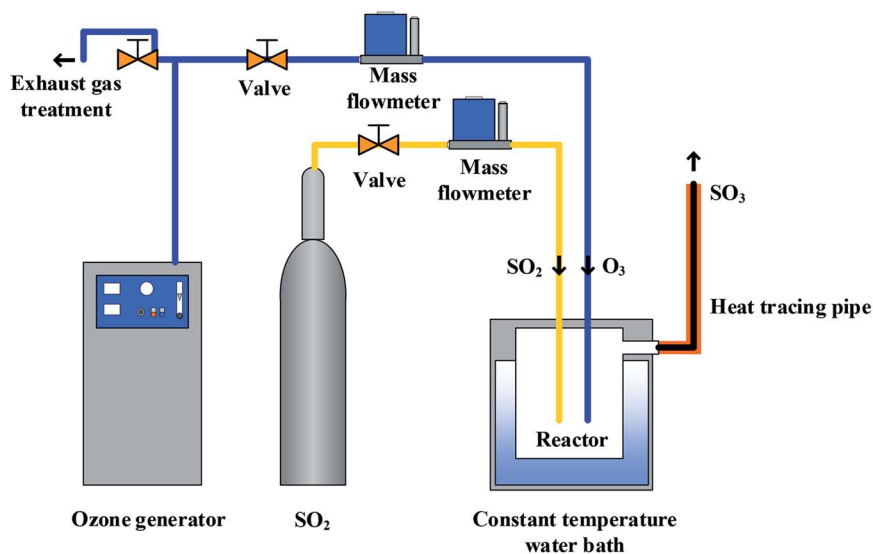 Exhaust gas
treatment
Valve
Mass
flowmeter
Valve
Mass
flowmeter
SO₃
SO₂
O₃
Heat tracing pipe
Reactor
Ozone generator
SO₂
Constant temperature
water bath